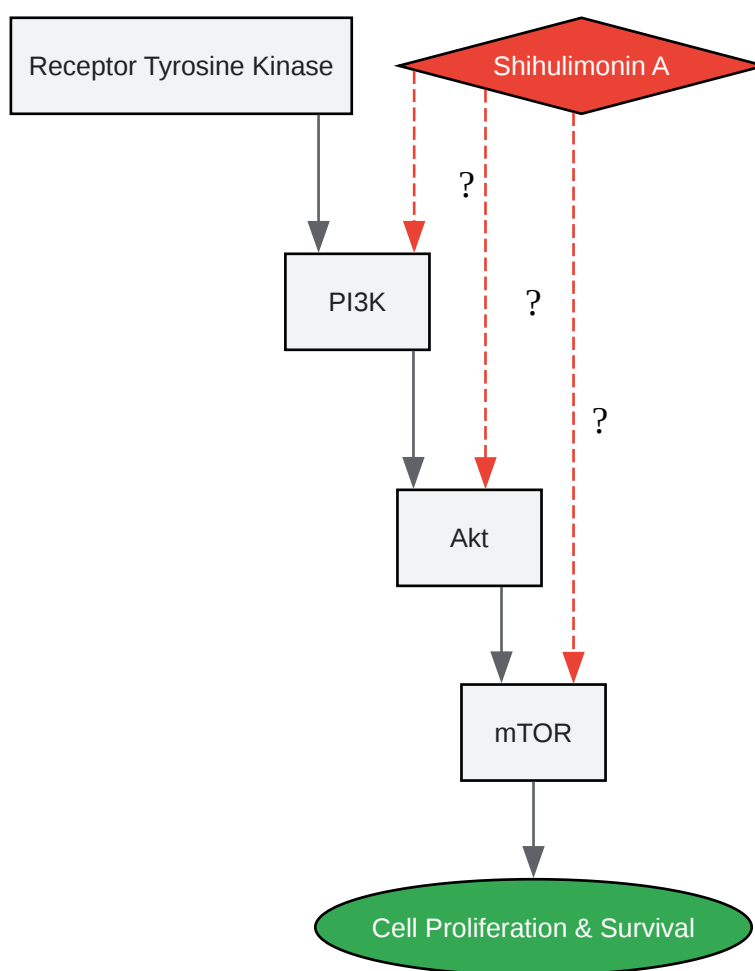 Receptor Tyrosine Kinase
Shihulimonin A
?
PI3K
?
?
Akt
mTOR
Cell Proliferation & Survival